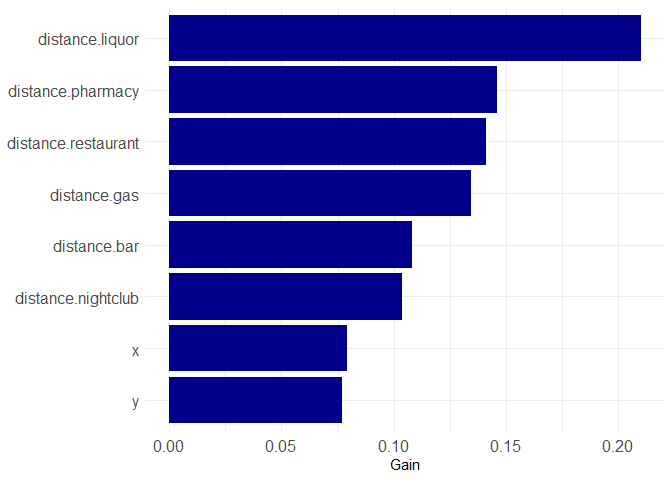 distance.liquor
distance.pharmacy
distance.restaurant
distance.gas
distance.bar
distance.nightclub
x
y
0.00 0.05 0.10 0.15 0.20
Gain